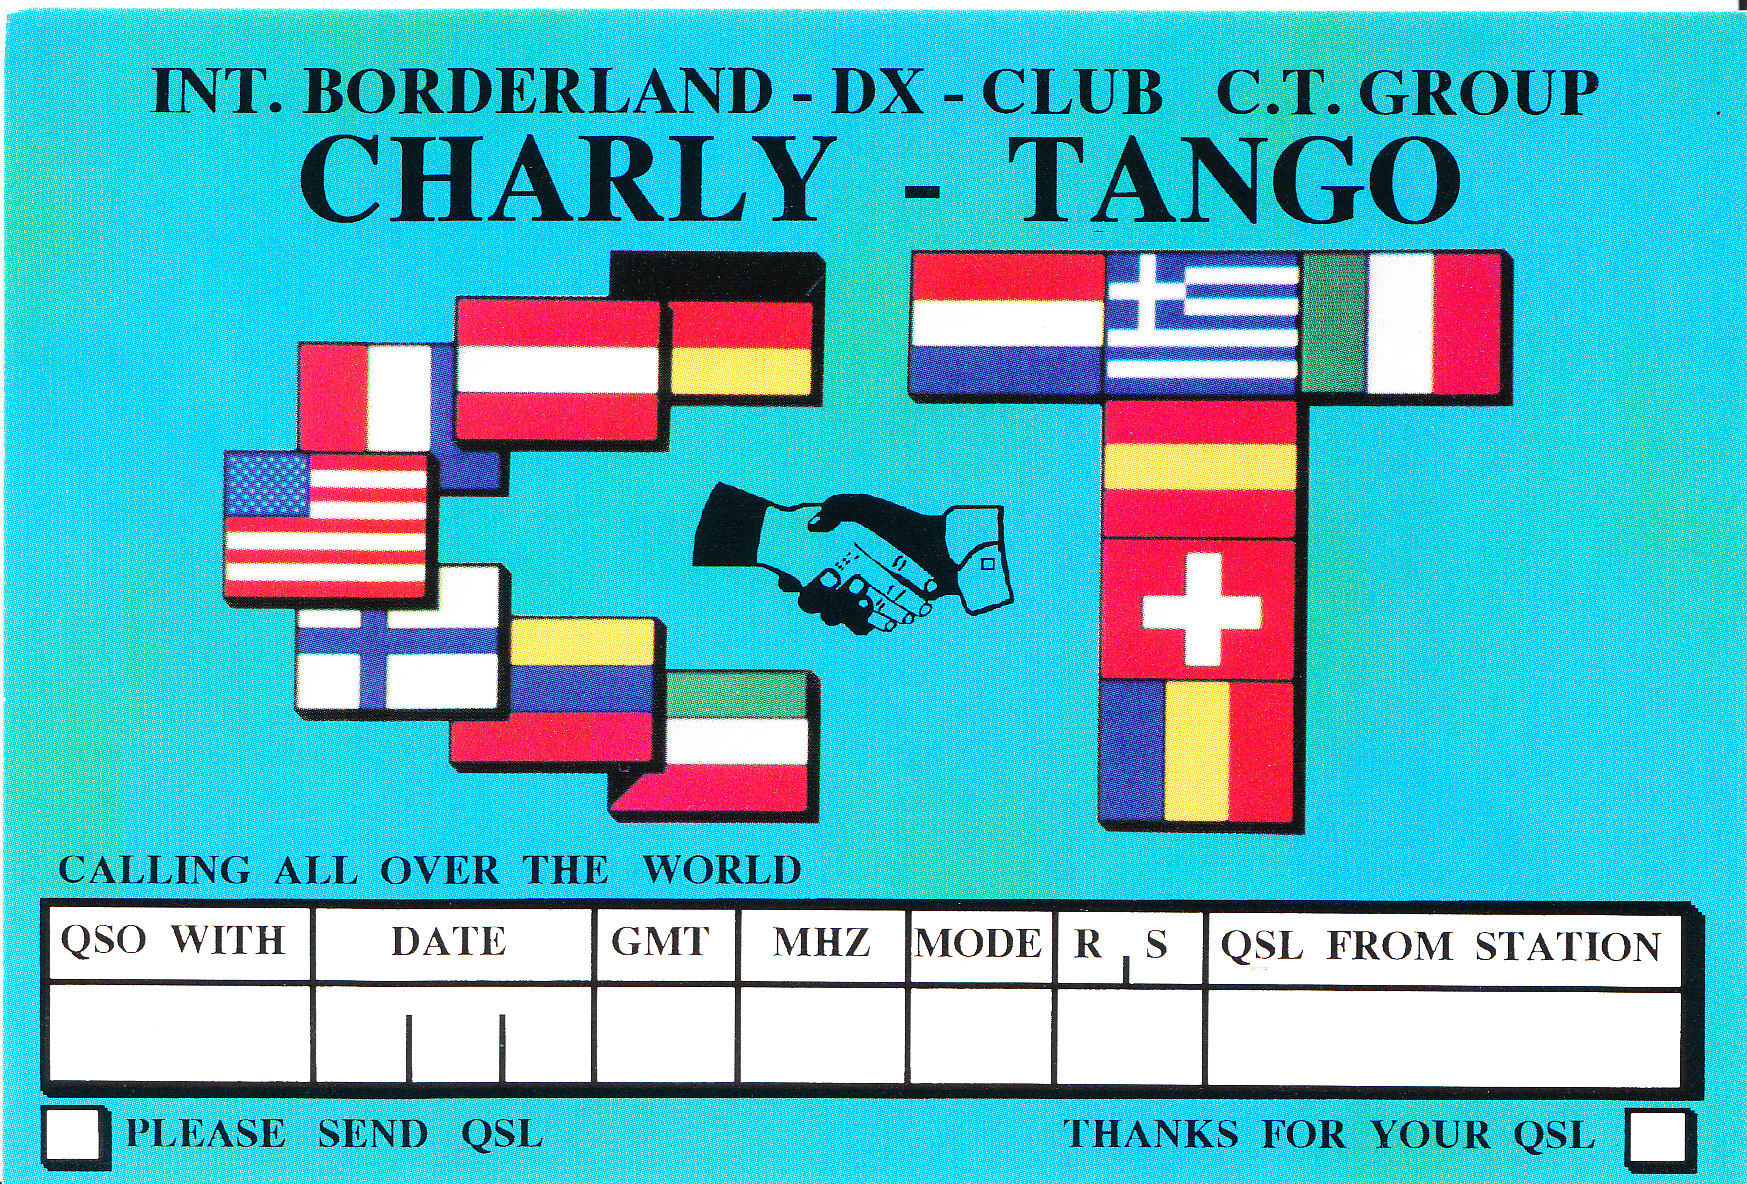 INT. BORDERLAND - DX - CLUB C.T. GROUP
CHARLY - TANGO
CALLING ALL OVER THE WORLD
QSO WITH DATE GMT MHZ MODE R S QSL FROM STATION
PLEASE SEND QSL THANKS FOR YOUR QSL